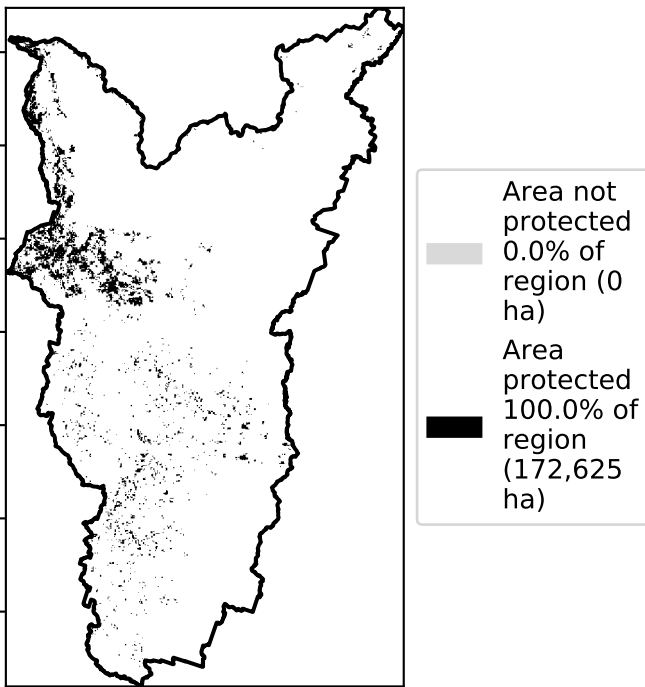 Area not
protected
0.0% of
region (0
ha)
Area
protected
100.0% of
region
(172,625
ha)